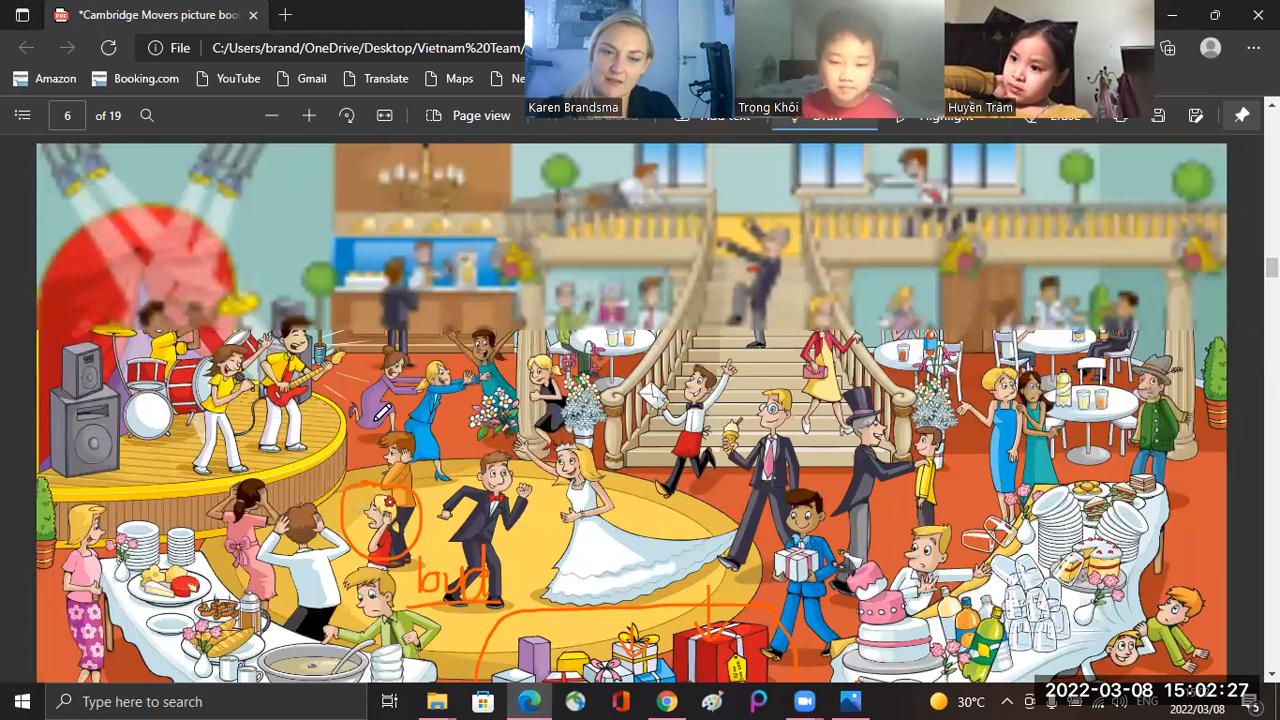 *Cambridge Movers picture boo
File
C:/Users/brand/OneDrive/Desktop/Vietnam%20Team/
Amazon
Booking.com
YouTube
Gmail
Translate
Maps
Karen Brandsma
Trọng Khôi
Huyền Trâm
6 of 19
Page view
bud
Type here to search
30°C
ENG
2022-03-08 15:02:27
2022/03/08